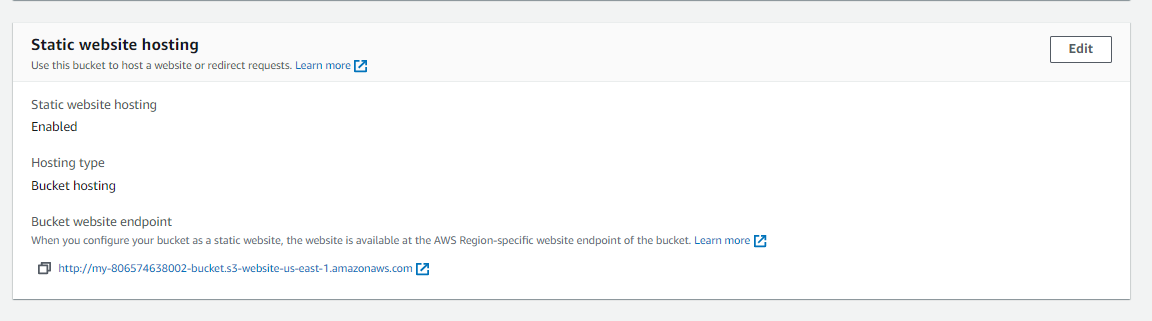 Static website hosting
Edit
Use this bucket to host a website or redirect requests. Learn more
Static website hosting
Enabled
Hosting type
Bucket hosting
Bucket website endpoint
When you configure your bucket as a static website, the website is available at the AWS Region-specific website endpoint of the bucket. Learn more
http://my-806574638002-bucket.s3-website-us-east-1.amazonaws.com